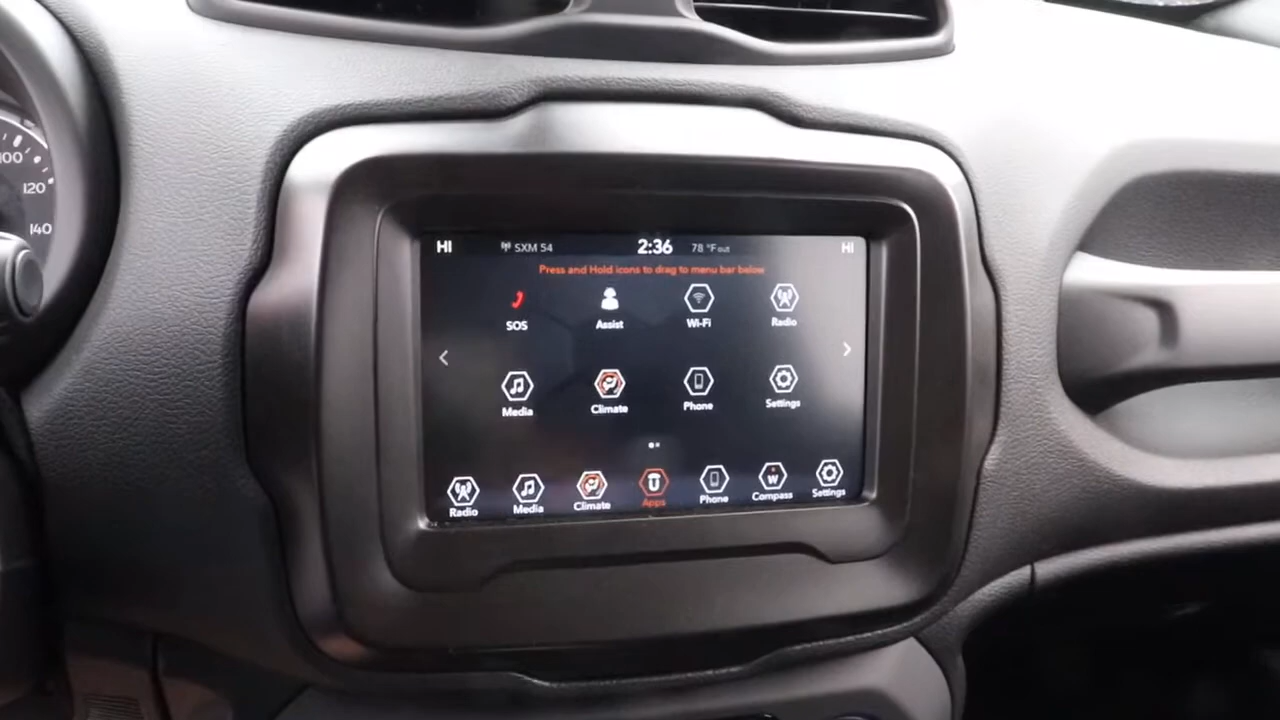 100
120
140
HI SXM 54 2:36 78 °F out HI
Press and Hold icons to drag to menu bar below
SOS Assist Wi-Fi Radio
Media Climate Phone Settings
W
Radio Media Climate Apps Phone Compass Settings